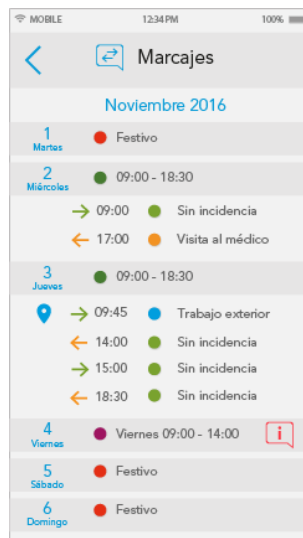 MOBILE 12:34 PM 100%
Marcajes
Noviembre 2016
1 Martes Festivo
2 Miércoles 09:00 - 18:30
09:00 Sin incidencia
17:00 Visita al médico
3 Jueves 09:00 - 18:30
09:45 Trabajo exterior
14:00 Sin incidencia
15:00 Sin incidencia
18:30 Sin incidencia
4 Viernes Viernes 09:00 - 14:00 i
5 Sábado Festivo
6 Domingo Festivo